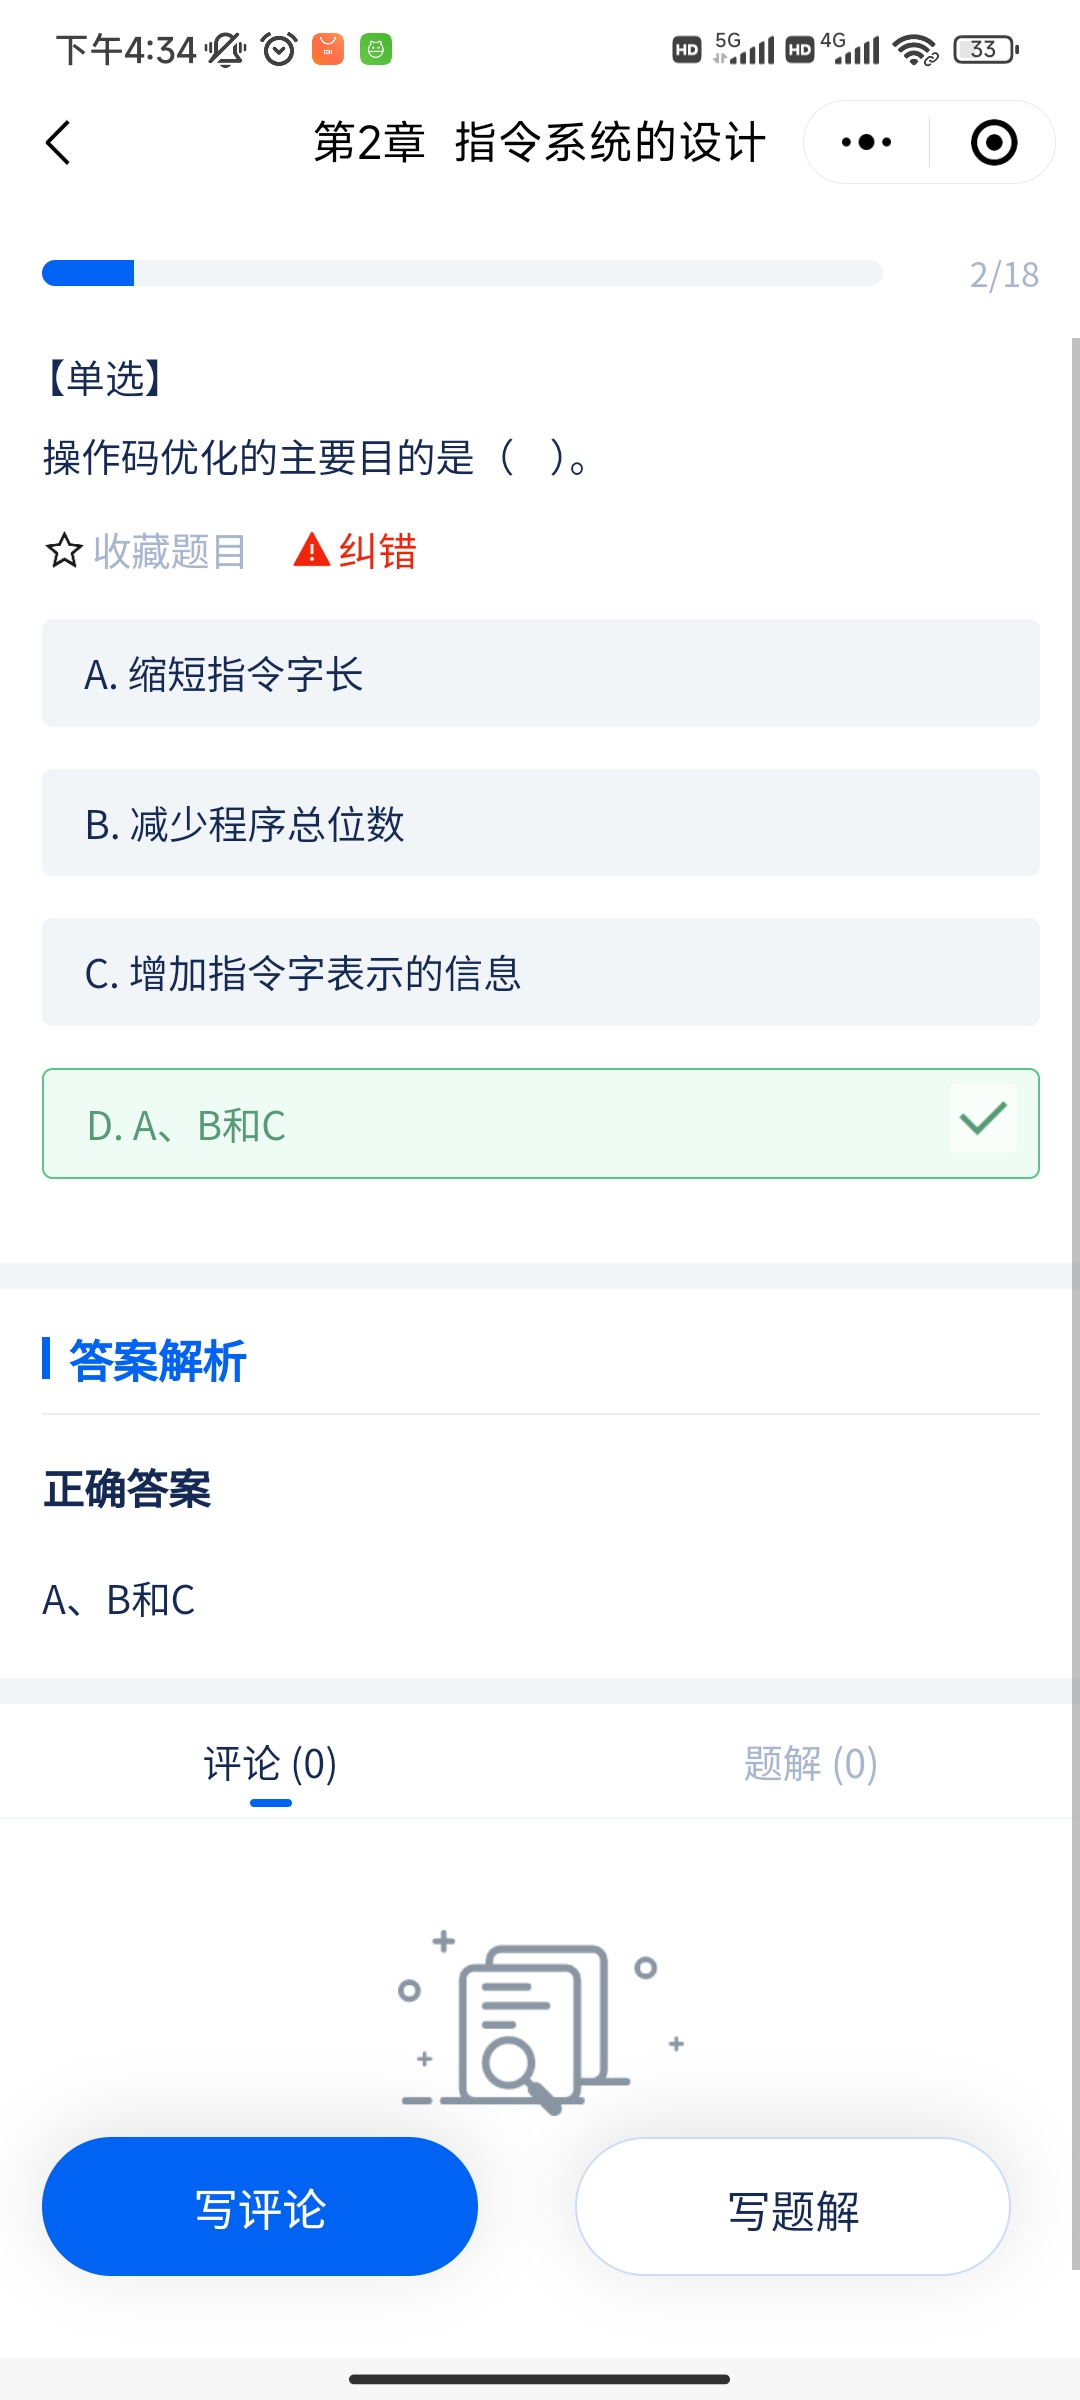 下午4:34
HD 5G HD 4G 33
第2章 指令系统的设计
2/18
【单选】
操作码优化的主要目的是（ ）。
收藏题目 纠错
A. 缩短指令字长
B. 减少程序总位数
C. 增加指令字表示的信息
D. A、B和C
答案解析
正确答案
A、B和C
评论 (0)
题解 (0)
写评论
写题解